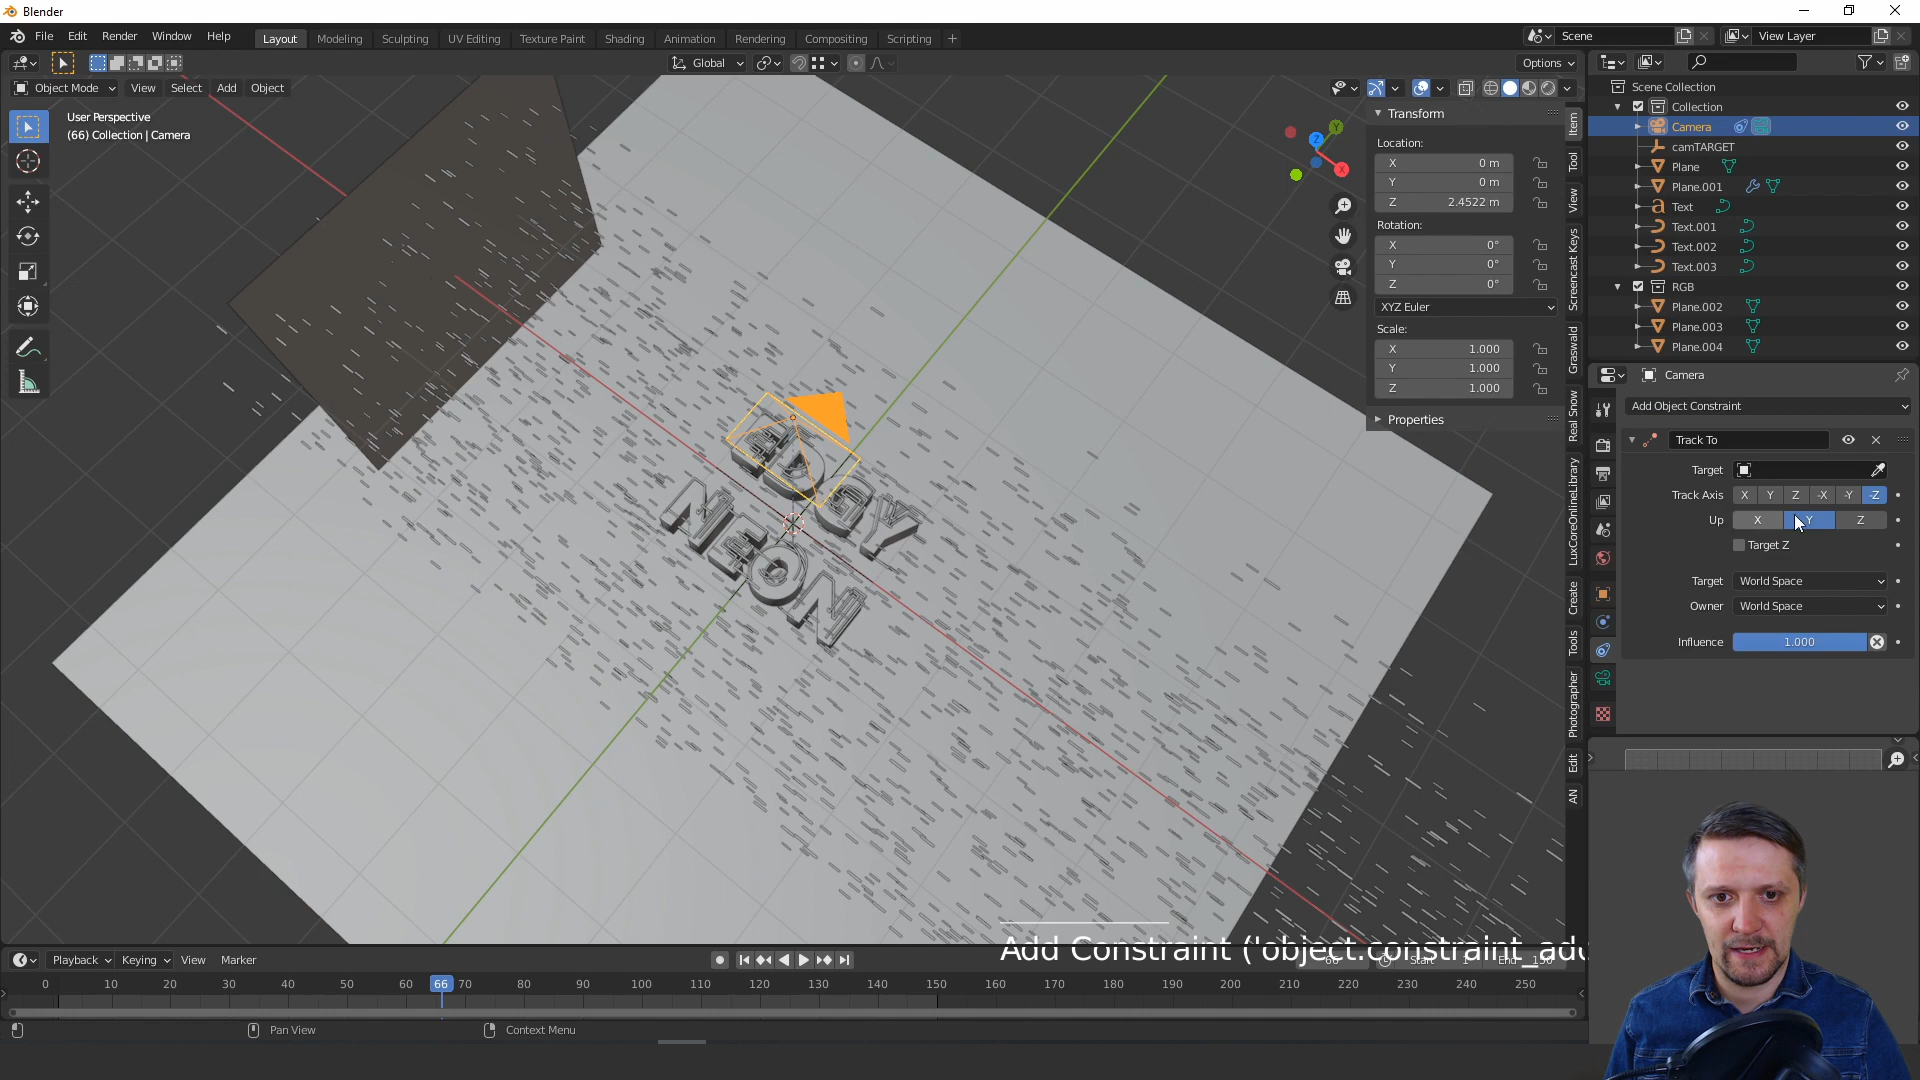 Blender
File Edit Render Window Help
Layout Modeling Sculpting UV Editing Texture Paint Shading Animation Rendering Compositing Scripting
Scene
View Layer
Global
Options
Object Mode View Select Add Object
User Perspective
(66) Collection | Camera
Transform
Location:
X 0 m
Y 0 m
Z 2.4522 m
Rotation:
X 0°
Y 0°
Z 0°
XYZ Euler
Scale:
X 1.000
Y 1.000
Z 1.000
Properties
Item
Tool
View
Screencast Keys
Graswald
Real Snow
LuxCoreOnlineLibrary
Create
Tools
Photographer
Edit
AN
Z
Y
X
EDGY
NEON
Scene Collection
Collection
Camera
camTARGET
Plane
Plane.001
Text
Text.001
Text.002
Text.003
RGB
Plane.002
Plane.003
Plane.004
Camera
Add Object Constraint
Track To
Target
Track Axis X Y Z -X -Y -Z
Up X Y Z
Target Z
Target World Space
Owner World Space
Influence 1.000
Add Constraint ('object.constraint_add
Playback Keying View Marker
66 Start 1 End 150
0 10 20 30 40 50 60 66 70 80 90 100 110 120 130 140 150 160 170 180 190 200 210 220 230 240 250
Pan View
Context Menu